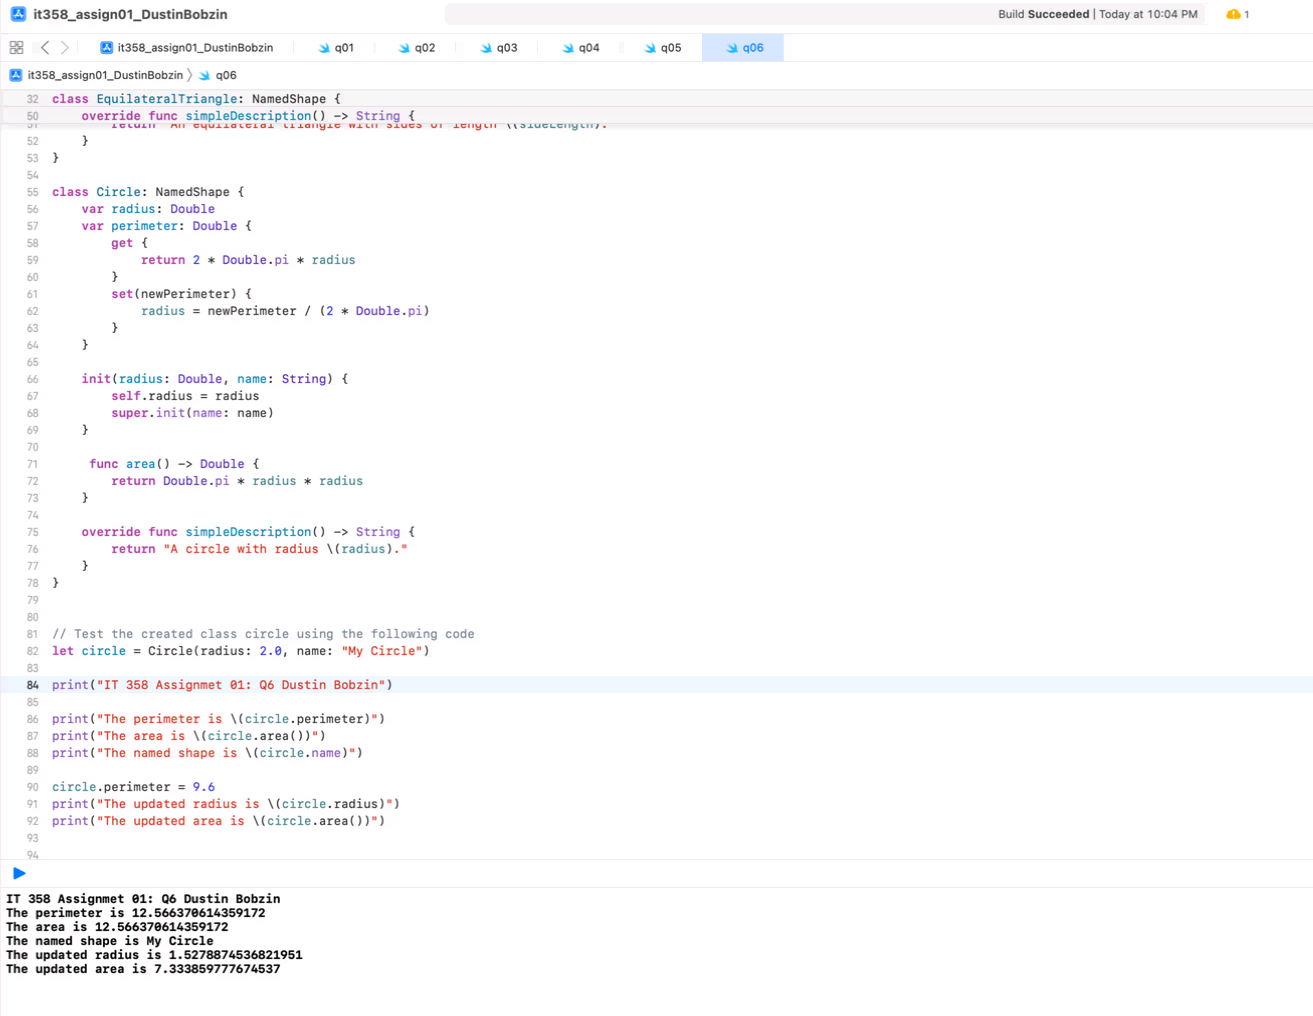 it358_assign01_DustinBobzin
Build Succeeded | Today at 10:04 PM
1
it358_assign01_DustinBobzin q01 q02 q03 q04 q05 q06
it358_assign01_DustinBobzin q06
32 class EquilateralTriangle: NamedShape {
50 override func simpleDescription() -> String {
51 return "An equilateral triangle with sides of length \(sideLength)."
52 }
53 }
54
55 class Circle: NamedShape {
56 var radius: Double
57 var perimeter: Double {
58 get {
59 return 2 * Double.pi * radius
60 }
61 set(newPerimeter) {
62 radius = newPerimeter / (2 * Double.pi)
63 }
64 }
65
66 init(radius: Double, name: String) {
67 self.radius = radius
68 super.init(name: name)
69 }
70
71 func area() -> Double {
72 return Double.pi * radius * radius
73 }
74
75 override func simpleDescription() -> String {
76 return "A circle with radius \(radius)."
77 }
78 }
79
80
81 // Test the created class circle using the following code
82 let circle = Circle(radius: 2.0, name: "My Circle")
83
84 print("IT 358 Assignmet 01: Q6 Dustin Bobzin")
85
86 print("The perimeter is \(circle.perimeter)")
87 print("The area is \(circle.area())")
88 print("The named shape is \(circle.name)")
89
90 circle.perimeter = 9.6
91 print("The updated radius is \(circle.radius)")
92 print("The updated area is \(circle.area())")
93
94
IT 358 Assignmet 01: Q6 Dustin Bobzin
The perimeter is 12.566370614359172
The area is 12.566370614359172
The named shape is My Circle
The updated radius is 1.5278874536821951
The updated area is 7.333859777674537